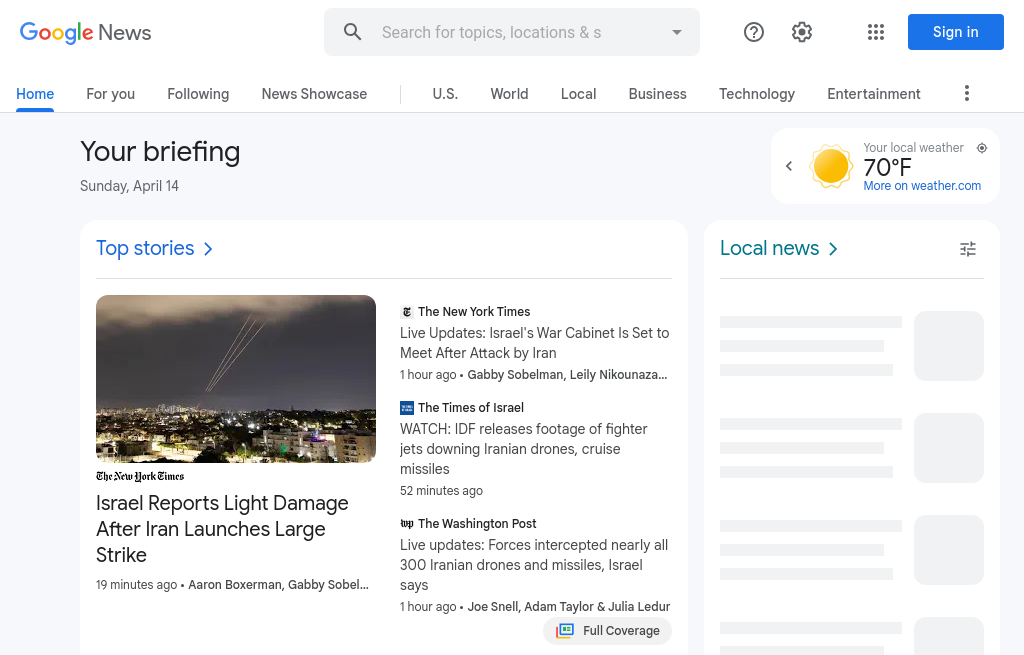 Google News
Search for topics, locations & s
Sign in
Home
For you
Following
News Showcase
U.S.
World
Local
Business
Technology
Entertainment
Your briefing
Sunday, April 14
Your local weather
70°F
More on weather.com
Top stories
The New York Times
Israel Reports Light Damage
After Iran Launches Large
Strike
19 minutes ago • Aaron Boxerman, Gabby Sobel...
The New York Times
Live Updates: Israel's War Cabinet Is Set to
Meet After Attack by Iran
1 hour ago • Gabby Sobelman, Leily Nikounaza...
The Times of Israel
WATCH: IDF releases footage of fighter
jets downing Iranian drones, cruise
missiles
52 minutes ago
wp The Washington Post
Live updates: Forces intercepted nearly all
300 Iranian drones and missiles, Israel
says
1 hour ago • Joe Snell, Adam Taylor & Julia Ledur
Full Coverage
Local news